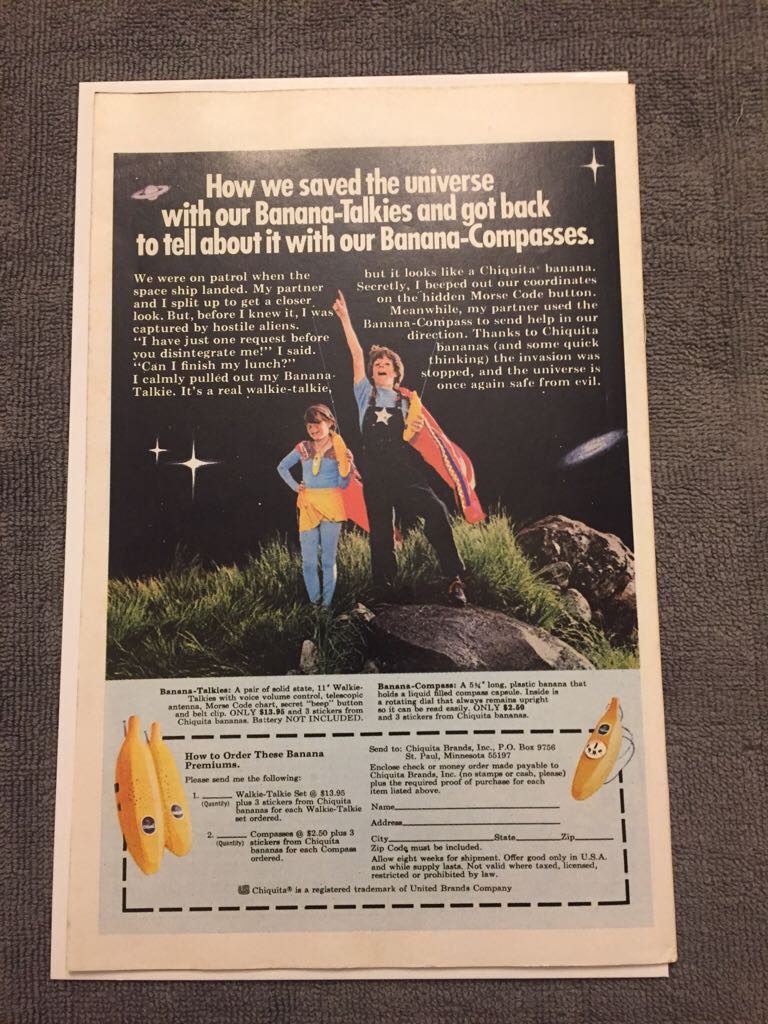 How we saved the universe
with our Banana-Talkies and got back
to tell about it with our Banana-Compasses.
We were on patrol when the
space ship landed. My partner
and I split up to get a closer
look. But, before I knew it, I was
captured by hostile aliens.
"I have just one request before
you disintegrate me!" I said.
"Can I finish my lunch?"
I calmly pulled out my Banana-
Talkie. It's a real walkie-talkie,
but it looks like a Chiquita® banana.
Secretly, I beeped out our coordinates
on the hidden Morse Code button.
Meanwhile, my partner used the
Banana-Compass to send help in our
direction. Thanks to Chiquita
bananas (and some quick
thinking) the invasion was
stopped, and the universe is
once again safe from evil.
Banana-Talkies: A pair of solid state, 11" Walkie-
Talkies with voice volume control, telescopic
antenna, Morse Code chart, secret "beep" button
and belt clip. ONLY $13.95 and 3 stickers from
Chiquita bananas. Battery NOT INCLUDED.
Banana-Compass: A 5¾" long, plastic banana that
holds a liquid filled compass capsule. Inside is
a rotating dial that always remains upright
so it can be read easily. ONLY $2.50
and 3 stickers from Chiquita bananas.
How to Order These Banana
Premiums.
Please send me the following:
1. ______ Walkie-Talkie Set @ $13.95
(Quantity) plus 3 stickers from Chiquita
bananas for each Walkie-Talkie
set ordered.
2. ______ Compasses @ $2.50 plus 3
(Quantity) stickers from Chiquita
bananas for each Compass
ordered.
Send to: Chiquita Brands, Inc., P.O. Box 9756
St. Paul, Minnesota 55197
Enclose check or money order made payable to
Chiquita Brands, Inc. (no stamps or cash, please)
plus the required proof of purchase for each
item listed above.
Name
Address
City State Zip
Zip Code must be included.
Allow eight weeks for shipment. Offer good only in U.S.A.
and while supply lasts. Not valid where taxed, licensed,
restricted or prohibited by law.
Chiquita® is a registered trademark of United Brands Company